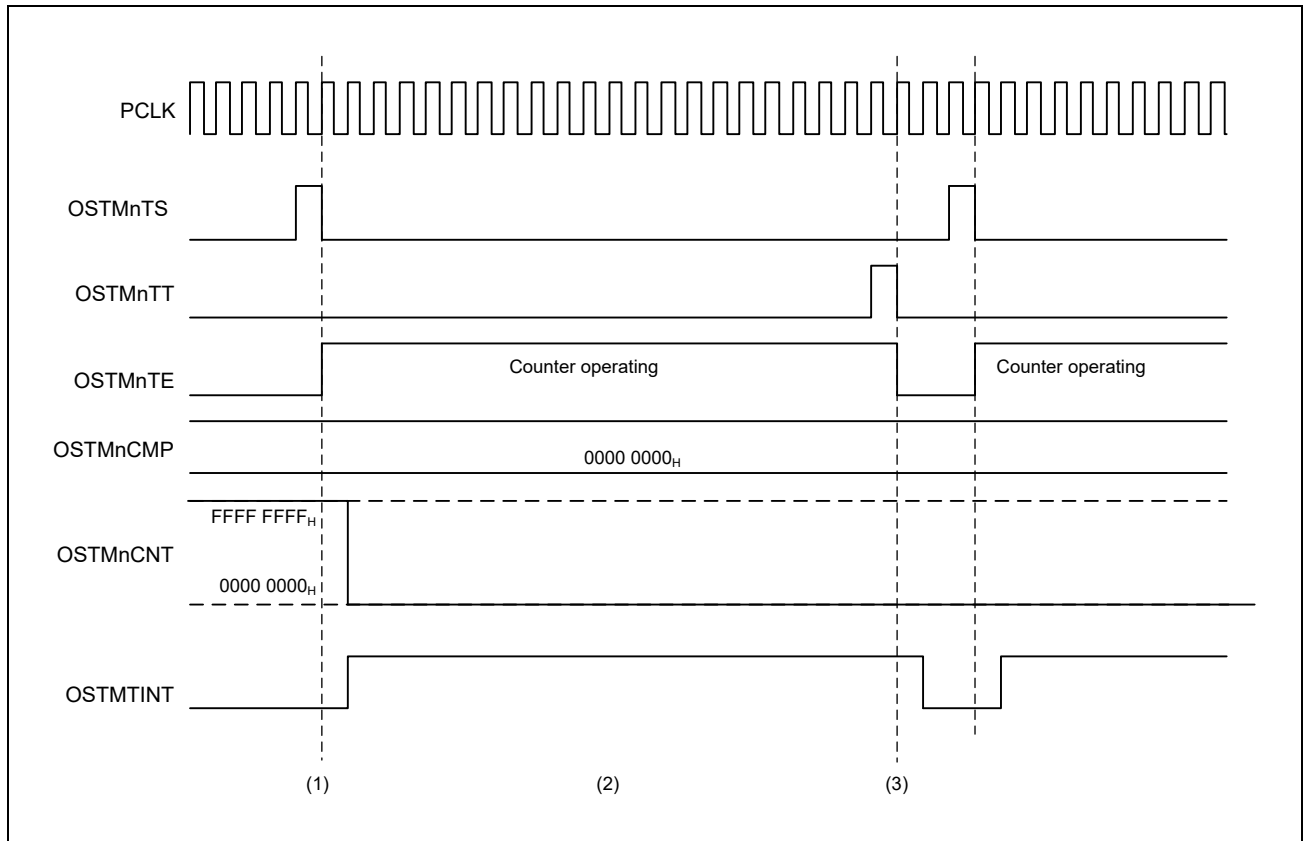 PCLK
OSTMnTS
OSTMnTT
OSTMnTE
Counter operating
Counter operating
OSTMnCMP
0000 0000H
FFFF FFFFH
OSTMnCNT
0000 0000H
OSTMTINT
(1)
(2)
(3)